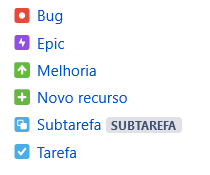 Bug
Epic
Melhoria
Novo recurso
Subtarefa SUBTAREFA
Tarefa